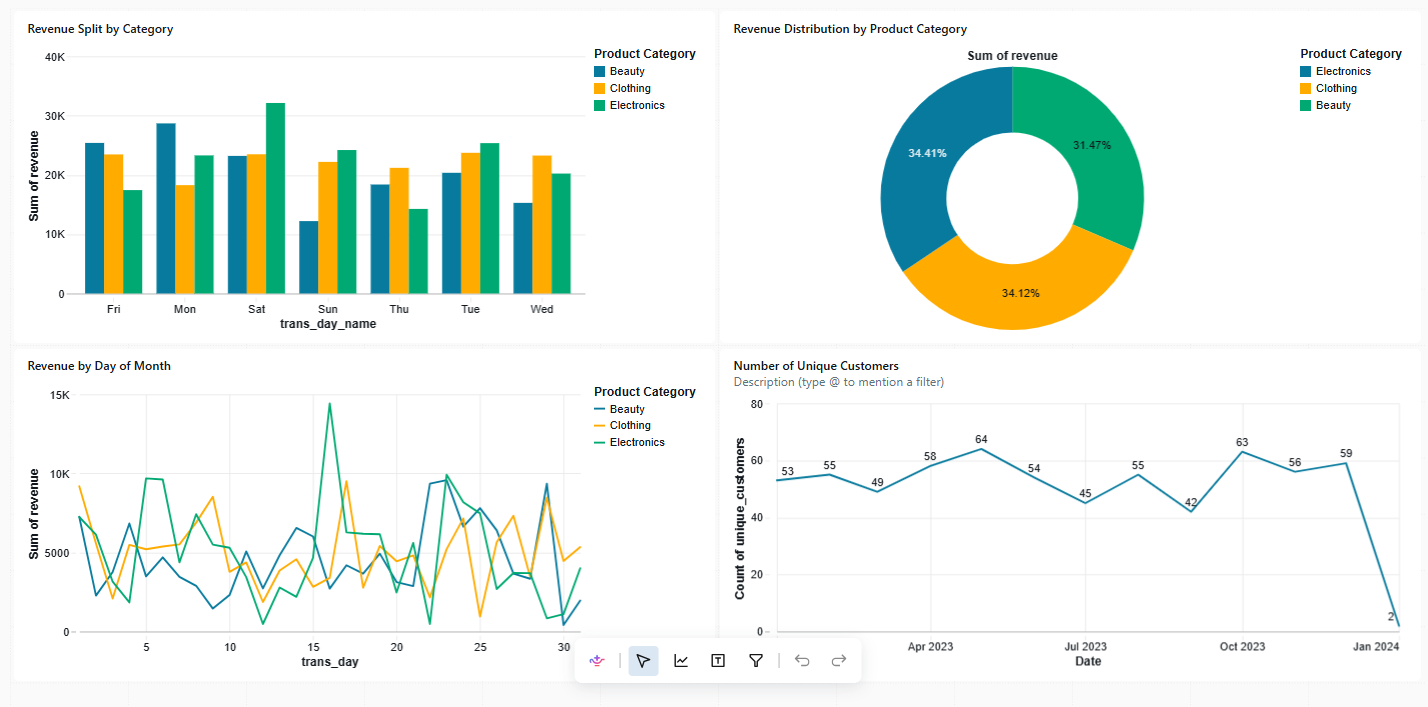 Revenue Split by Category
40K
30K
20K
10K
0
Sum of revenue
Fri Mon Sat Sun Thu Tue Wed
trans_day_name
Product Category
Beauty
Clothing
Electronics
Revenue Distribution by Product Category
Sum of revenue
34.41%
31.47%
34.12%
Product Category
Electronics
Clothing
Beauty
Revenue by Day of Month
15K
10K
5000
0
Sum of revenue
5 10 15 20 25 30
trans_day
Product Category
Beauty
Clothing
Electronics
Number of Unique Customers
Description (type @ to mention a filter)
80
60
40
20
0
Count of unique_customers
53 55 49 58 64 54 45 55 42 63 56 59 2
Apr 2023 Jul 2023 Oct 2023 Jan 2024
Date
T